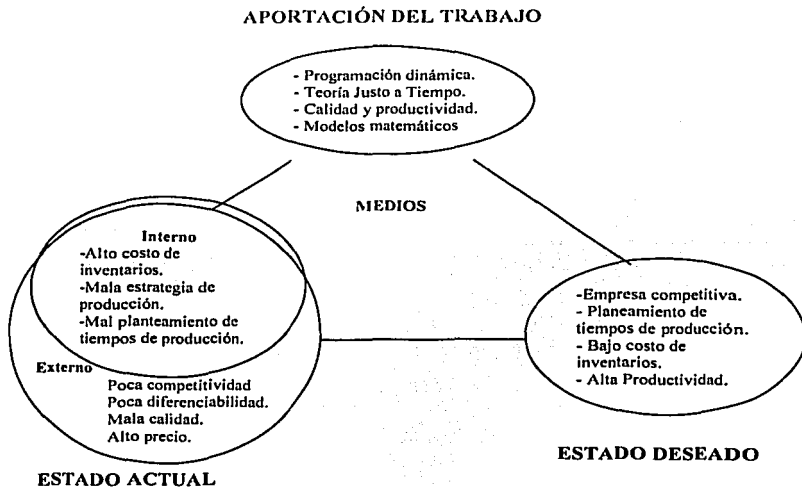 APORTACIÓN DEL TRABAJO
- Programación dinámica.
- Teoría Justo a Tiempo.
- Calidad y productividad.
- Modelos matemáticos
MEDIOS
Interno
-Alto costo de
inventarios.
-Mala estrategia de
producción.
-Mal planteamiento de
tiempos de producción.
Externo
Poca competitividad
Poca diferenciabilidad.
Mala calidad.
Alto precio.
ESTADO ACTUAL
-Empresa competitiva.
- Planeamiento de
tiempos de producción.
- Bajo costo de
inventarios.
- Alta Productividad.
ESTADO DESEADO